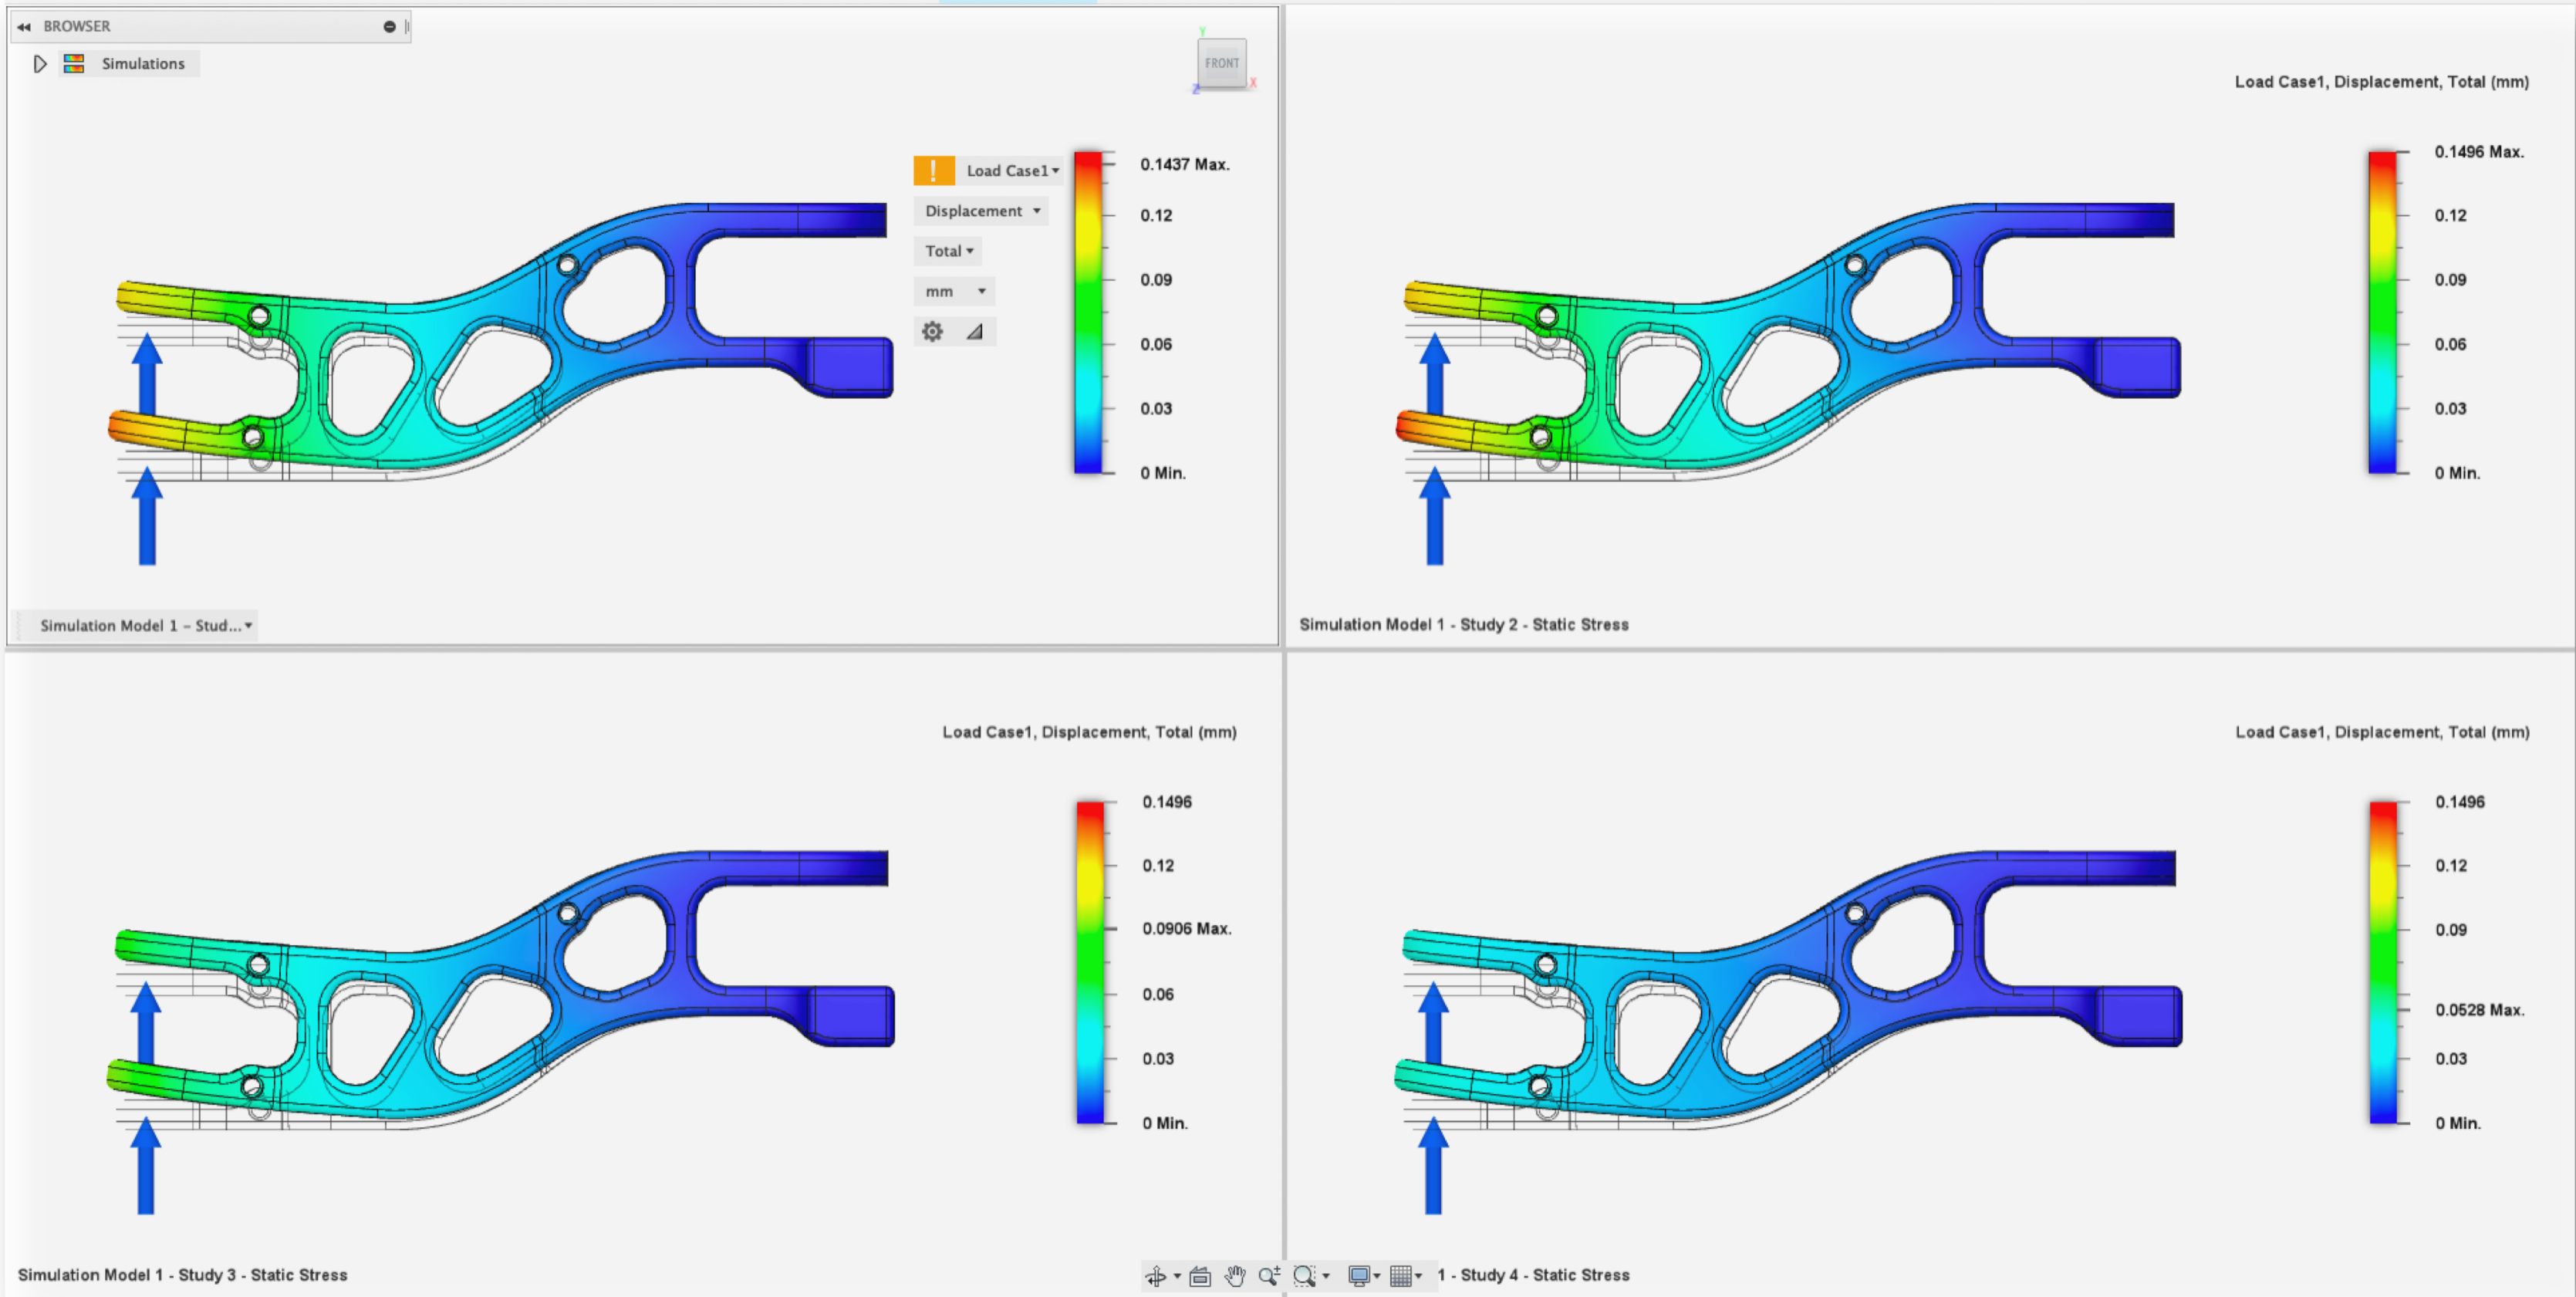 BROWSER
Simulations
Y
FRONT
X
Z
Load Case1
Displacement
Total
mm
0.1437 Max.
0.12
0.09
0.06
0.03
0 Min.
Simulation Model 1 – Stud...
Load Case1, Displacement, Total (mm)
0.1496 Max.
0.12
0.09
0.06
0.03
0 Min.
Simulation Model 1 - Study 2 - Static Stress
Load Case1, Displacement, Total (mm)
0.1496
0.12
0.0906 Max.
0.06
0.03
0 Min.
Simulation Model 1 - Study 3 - Static Stress
Load Case1, Displacement, Total (mm)
0.1496
0.12
0.09
0.0528 Max.
0.03
0 Min.
1 - Study 4 - Static Stress